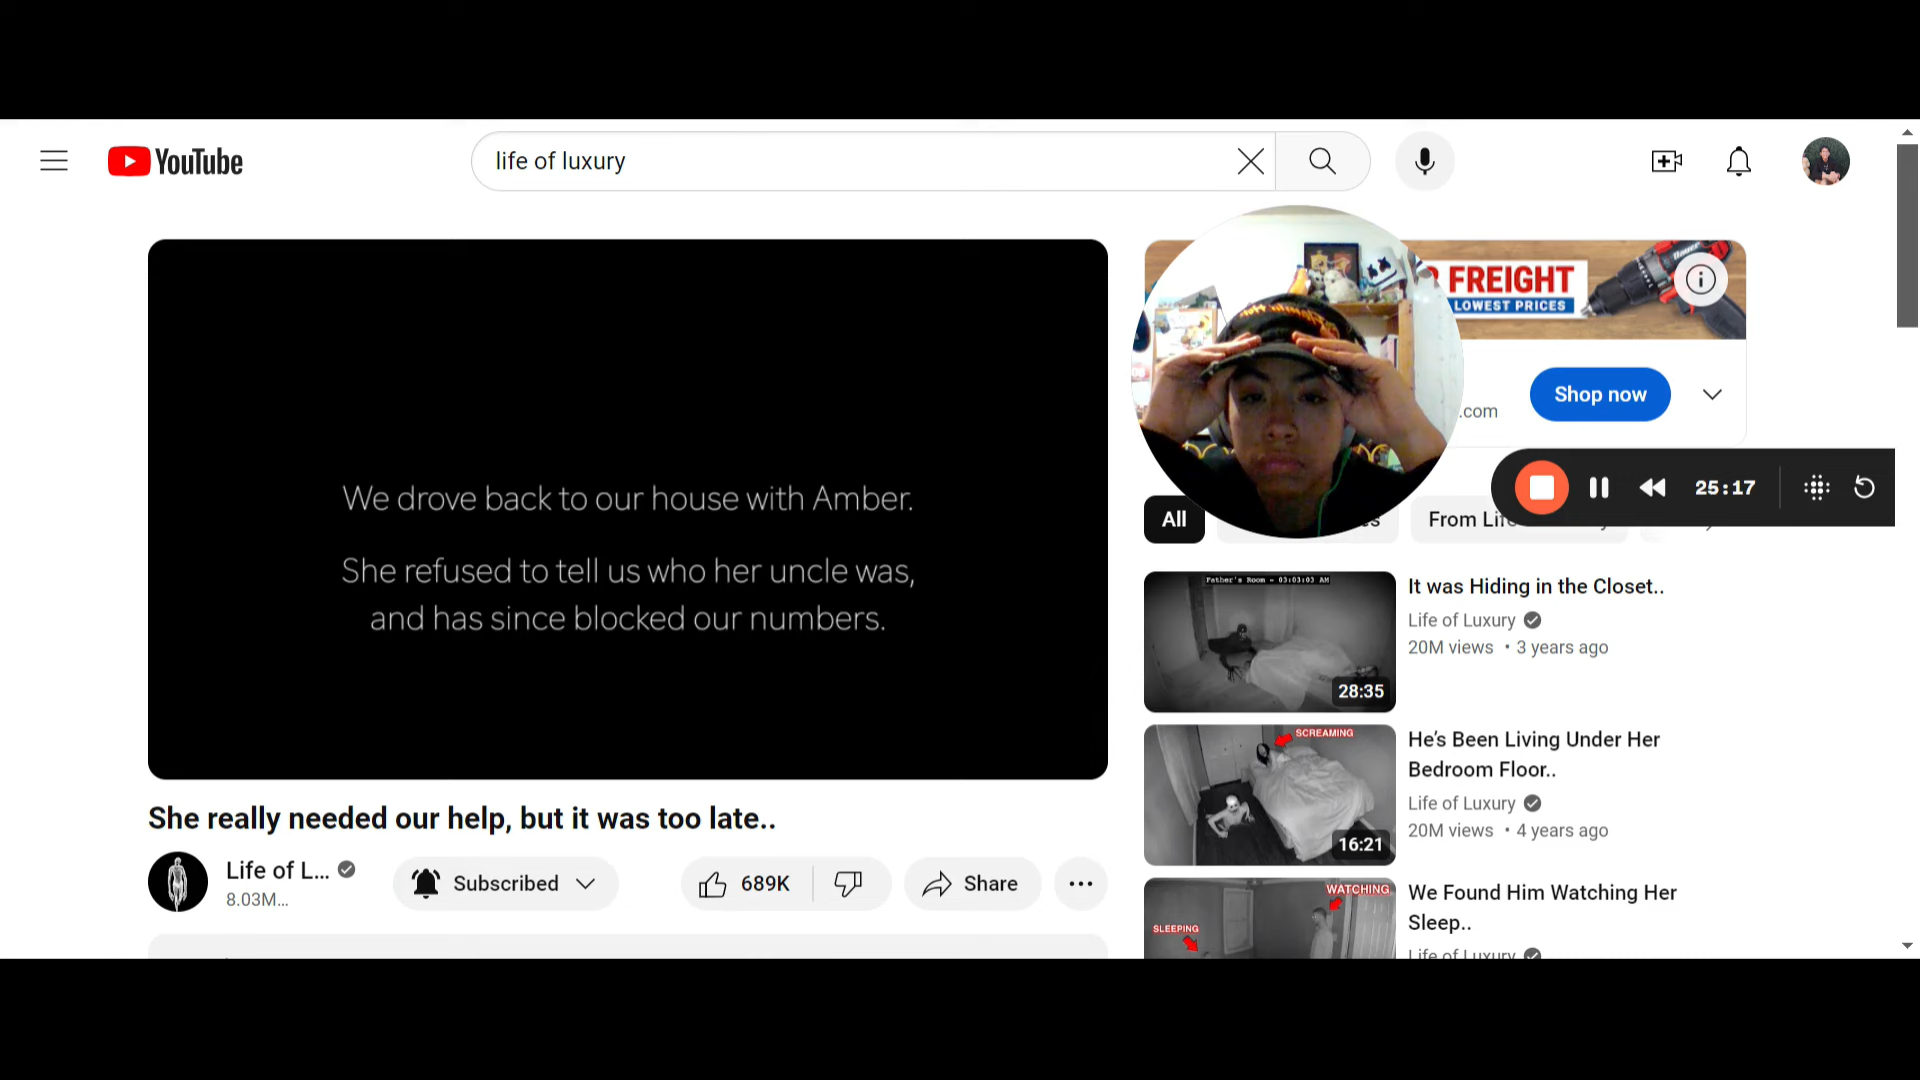 YouTube
life of luxury
FREIGHT
LOWEST PRICES
Bauer
.com
Shop now
25:17
We drove back to our house with Amber.
She refused to tell us who her uncle was,
and has since blocked our numbers.
All
From Life
Father's Room - 03:03:03 AM
28:35
It was Hiding in the Closet..
Life of Luxury
20M views • 3 years ago
SCREAMING
16:21
He's Been Living Under Her
Bedroom Floor..
Life of Luxury
20M views • 4 years ago
She really needed our help, but it was too late..
Life of L...
8.03M...
Subscribed
689K
Share
WATCHING
SLEEPING
We Found Him Watching Her
Sleep..
Life of Luxury